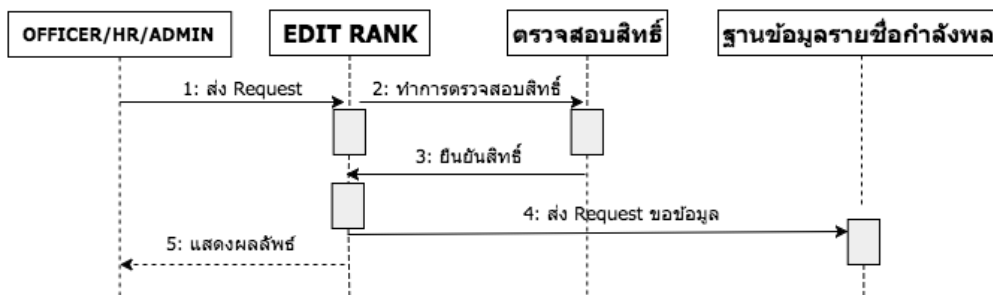 OFFICER/HR/ADMIN
EDIT RANK
ตรวจสอบสิทธิ์
ฐานข้อมูลรายชื่อกำลังพล
1: ส่ง Request
2: ทำการตรวจสอบสิทธิ์
3: ยืนยันสิทธิ์
4: ส่ง Request ขอข้อมูล
5: แสดงผลลัพธ์